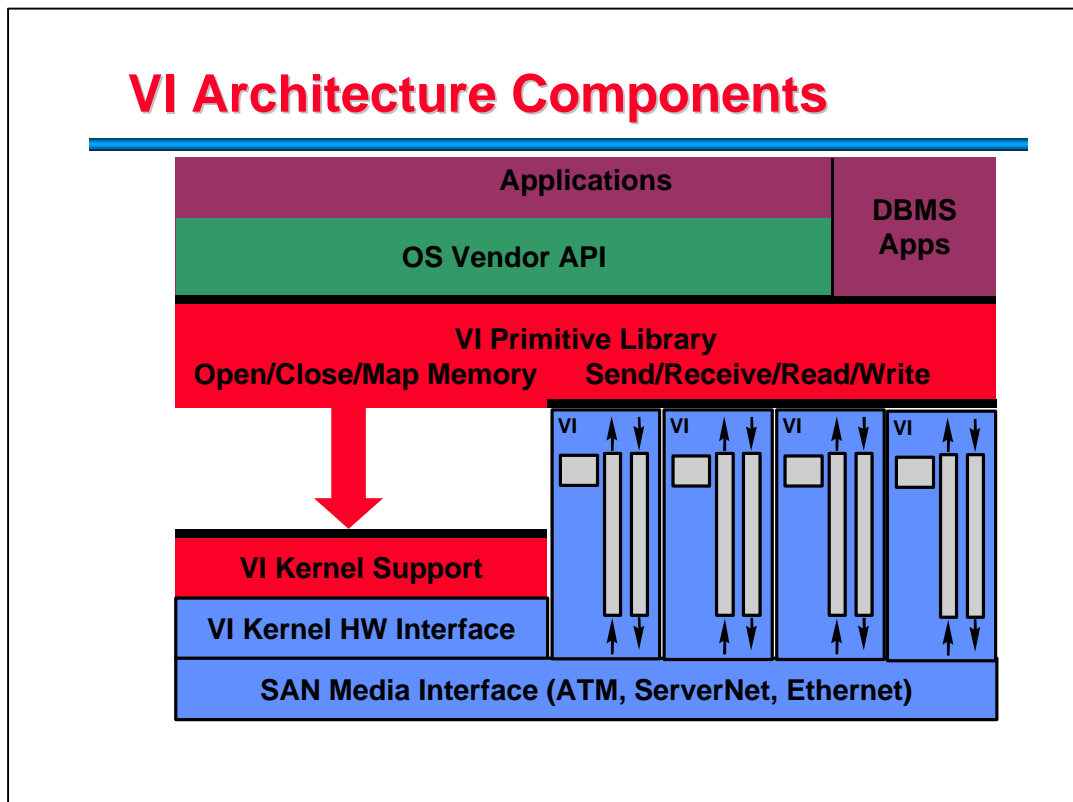 VI Architecture Components
Applications
DBMS
Apps
OS Vendor API
VI Primitive Library
Open/Close/Map Memory Send/Receive/Read/Write
VI
VI
VI
VI
VI Kernel Support
VI Kernel HW Interface
SAN Media Interface (ATM, ServerNet, Ethernet)